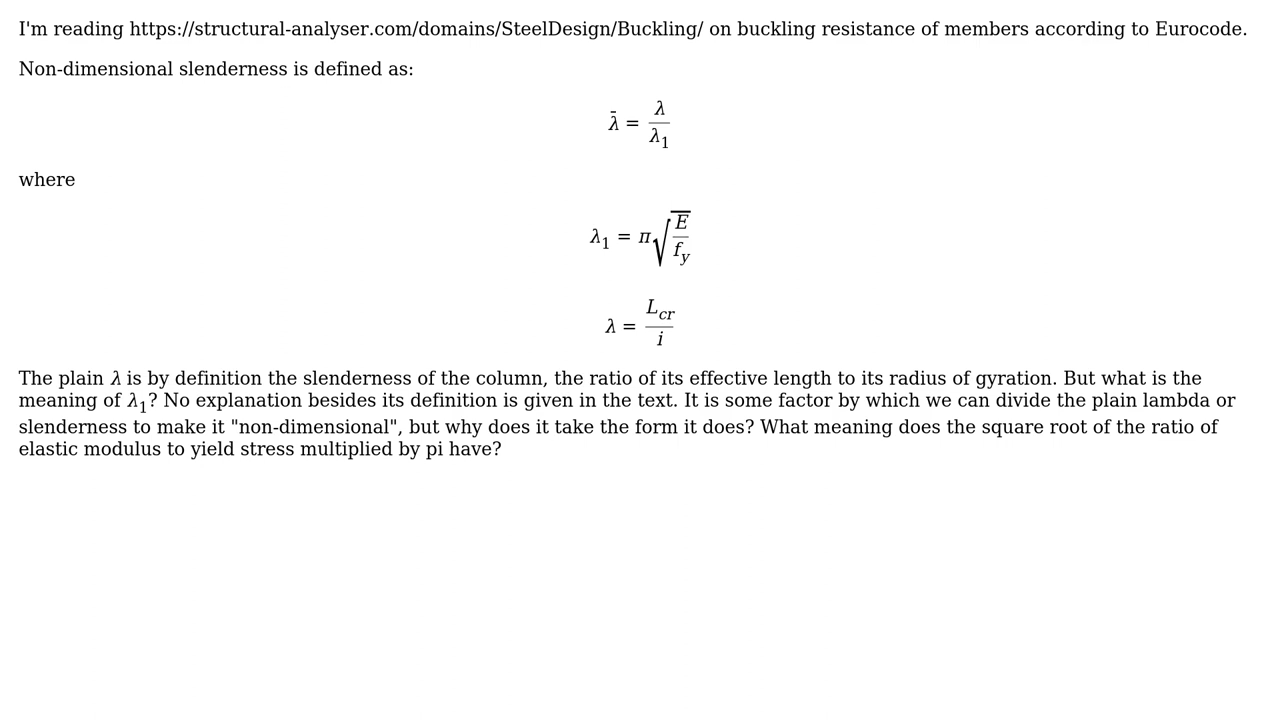 I'm reading https://structural-analyser.com/domains/SteelDesign/Buckling/ on buckling resistance of members according to Eurocode.
Non-dimensional slenderness is defined as:
λ̄ = λ / λ₁
where
λ₁ = π √(E / f_y)
λ = L_cr / i
The plain λ is by definition the slenderness of the column, the ratio of its effective length to its radius of gyration. But what is the
meaning of λ₁? No explanation besides its definition is given in the text. It is some factor by which we can divide the plain lambda or
slenderness to make it "non-dimensional", but why does it take the form it does? What meaning does the square root of the ratio of
elastic modulus to yield stress multiplied by pi have?